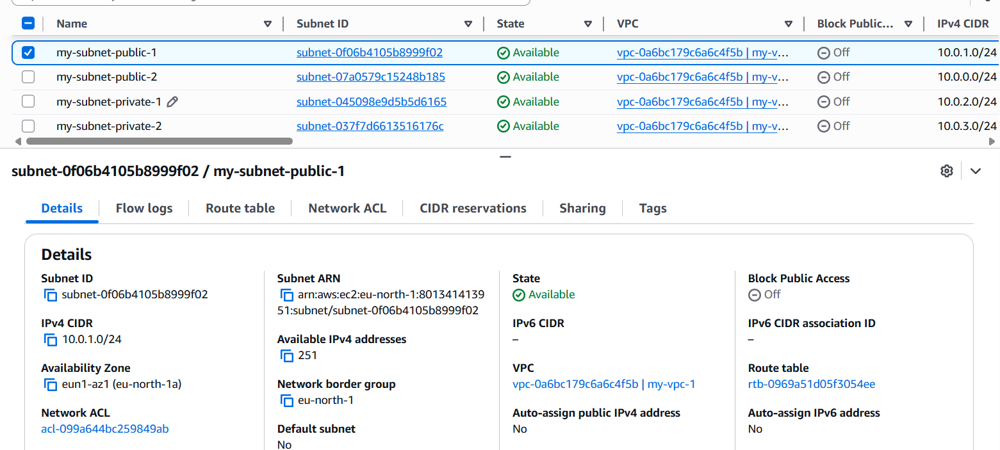 Name Subnet ID State VPC Block Public... IPv4 CIDR
my-subnet-public-1 subnet-0f06b4105b8999f02 Available vpc-0a6bc179c6a6c4f5b | my-v... Off 10.0.1.0/24
my-subnet-public-2 subnet-07a0579c15248b185 Available vpc-0a6bc179c6a6c4f5b | my-v... Off 10.0.0.0/24
my-subnet-private-1 subnet-045098e9d5b5d6165 Available vpc-0a6bc179c6a6c4f5b | my-v... Off 10.0.2.0/24
my-subnet-private-2 subnet-037f7d6613516176c Available vpc-0a6bc179c6a6c4f5b | my-v... Off 10.0.3.0/24
subnet-0f06b4105b8999f02 / my-subnet-public-1
Details Flow logs Route table Network ACL CIDR reservations Sharing Tags
Details
Subnet ID
subnet-0f06b4105b8999f02
IPv4 CIDR
10.0.1.0/24
Availability Zone
eun1-az1 (eu-north-1a)
Network ACL
acl-099a644bc259849ab
Subnet ARN
arn:aws:ec2:eu-north-1:8013414139
51:subnet/subnet-0f06b4105b8999f02
Available IPv4 addresses
251
Network border group
eu-north-1
Default subnet
No
State
Available
IPv6 CIDR
–
VPC
vpc-0a6bc179c6a6c4f5b | my-vpc-1
Auto-assign public IPv4 address
No
Block Public Access
Off
IPv6 CIDR association ID
–
Route table
rtb-0969a51d05f3054ee
Auto-assign IPv6 address
No